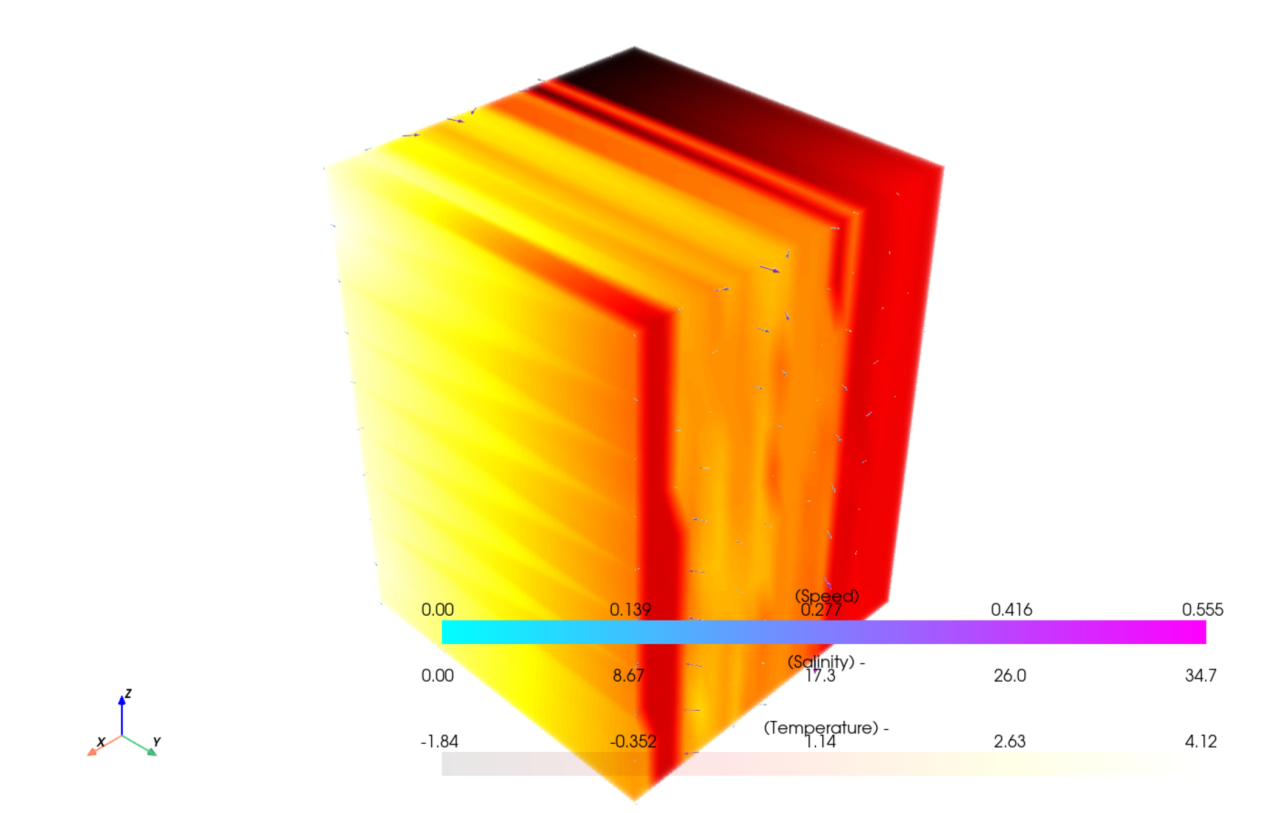 (Speed)
0.00 0.139 0.277 0.416 0.555
(Salinity) -
0.00 8.67 17.3 26.0 34.7
Z
(Temperature) -
X Y
-1.84 -0.352 1.14 2.63 4.12